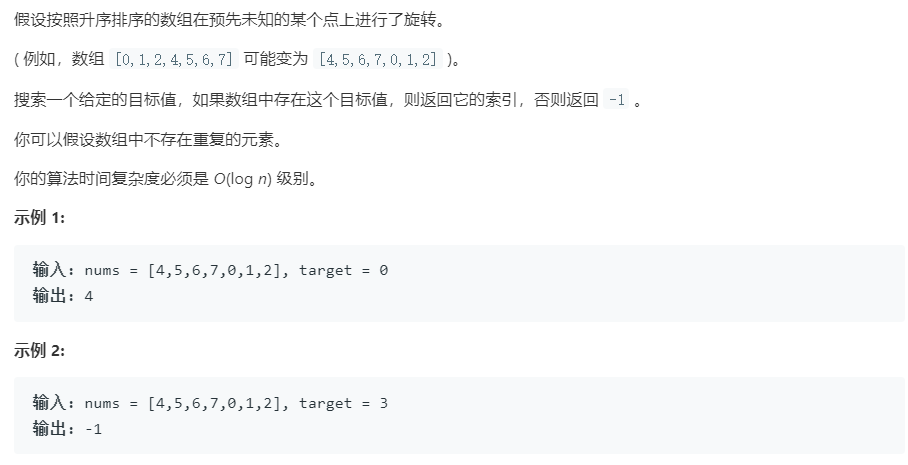 假设按照升序排序的数组在预先未知的某个点上进行了旋转。
( 例如，数组 [0,1,2,4,5,6,7] 可能变为 [4,5,6,7,0,1,2] )。
搜索一个给定的目标值，如果数组中存在这个目标值，则返回它的索引，否则返回 -1 。
你可以假设数组中不存在重复的元素。
你的算法时间复杂度必须是 O(log n) 级别。
示例 1:
输入: nums = [4,5,6,7,0,1,2], target = 0
输出: 4
示例 2:
输入: nums = [4,5,6,7,0,1,2], target = 3
输出: -1